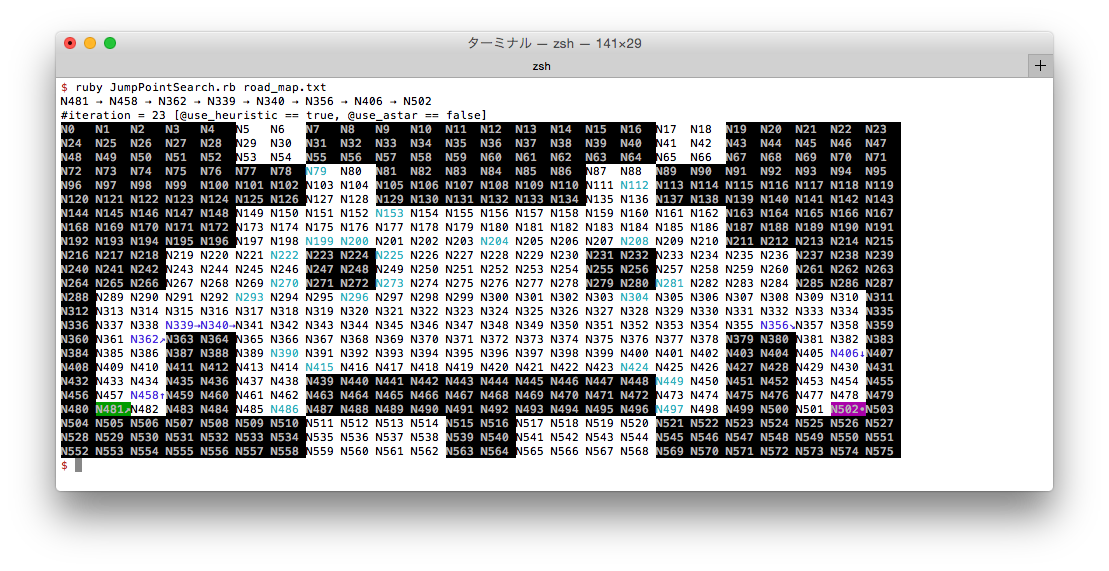 ターミナル — zsh — 141×29
zsh
+
$ ruby JumpPointSearch.rb road_map.txt
N481 → N458 → N362 → N339 → N340 → N356 → N406 → N502
#iteration = 23 [@use_heuristic == true, @use_astar == false]
N0 N1 N2 N3 N4 N5 N6 N7 N8 N9 N10 N11 N12 N13 N14 N15 N16 N17 N18 N19 N20 N21 N22 N23
N24 N25 N26 N27 N28 N29 N30 N31 N32 N33 N34 N35 N36 N37 N38 N39 N40 N41 N42 N43 N44 N45 N46 N47
N48 N49 N50 N51 N52 N53 N54 N55 N56 N57 N58 N59 N60 N61 N62 N63 N64 N65 N66 N67 N68 N69 N70 N71
N72 N73 N74 N75 N76 N77 N78 N79 N80 N81 N82 N83 N84 N85 N86 N87 N88 N89 N90 N91 N92 N93 N94 N95
N96 N97 N98 N99 N100 N101 N102 N103 N104 N105 N106 N107 N108 N109 N110 N111 N112 N113 N114 N115 N116 N117 N118 N119
N120 N121 N122 N123 N124 N125 N126 N127 N128 N129 N130 N131 N132 N133 N134 N135 N136 N137 N138 N139 N140 N141 N142 N143
N144 N145 N146 N147 N148 N149 N150 N151 N152 N153 N154 N155 N156 N157 N158 N159 N160 N161 N162 N163 N164 N165 N166 N167
N168 N169 N170 N171 N172 N173 N174 N175 N176 N177 N178 N179 N180 N181 N182 N183 N184 N185 N186 N187 N188 N189 N190 N191
N192 N193 N194 N195 N196 N197 N198 N199 N200 N201 N202 N203 N204 N205 N206 N207 N208 N209 N210 N211 N212 N213 N214 N215
N216 N217 N218 N219 N220 N221 N222 N223 N224 N225 N226 N227 N228 N229 N230 N231 N232 N233 N234 N235 N236 N237 N238 N239
N240 N241 N242 N243 N244 N245 N246 N247 N248 N249 N250 N251 N252 N253 N254 N255 N256 N257 N258 N259 N260 N261 N262 N263
N264 N265 N266 N267 N268 N269 N270 N271 N272 N273 N274 N275 N276 N277 N278 N279 N280 N281 N282 N283 N284 N285 N286 N287
N288 N289 N290 N291 N292 N293 N294 N295 N296 N297 N298 N299 N300 N301 N302 N303 N304 N305 N306 N307 N308 N309 N310 N311
N312 N313 N314 N315 N316 N317 N318 N319 N320 N321 N322 N323 N324 N325 N326 N327 N328 N329 N330 N331 N332 N333 N334 N335
N336 N337 N338 N339→N340→N341 N342 N343 N344 N345 N346 N347 N348 N349 N350 N351 N352 N353 N354 N355 N356↘N357 N358 N359
N360 N361 N362↗N363 N364 N365 N366 N367 N368 N369 N370 N371 N372 N373 N374 N375 N376 N377 N378 N379 N380 N381 N382 N383
N384 N385 N386 N387 N388 N389 N390 N391 N392 N393 N394 N395 N396 N397 N398 N399 N400 N401 N402 N403 N404 N405 N406↓N407
N408 N409 N410 N411 N412 N413 N414 N415 N416 N417 N418 N419 N420 N421 N422 N423 N424 N425 N426 N427 N428 N429 N430 N431
N432 N433 N434 N435 N436 N437 N438 N439 N440 N441 N442 N443 N444 N445 N446 N447 N448 N449 N450 N451 N452 N453 N454 N455
N456 N457 N458↑N459 N460 N461 N462 N463 N464 N465 N466 N467 N468 N469 N470 N471 N472 N473 N474 N475 N476 N477 N478 N479
N480 N481↗N482 N483 N484 N485 N486 N487 N488 N489 N490 N491 N492 N493 N494 N495 N496 N497 N498 N499 N500 N501 N502•N503
N504 N505 N506 N507 N508 N509 N510 N511 N512 N513 N514 N515 N516 N517 N518 N519 N520 N521 N522 N523 N524 N525 N526 N527
N528 N529 N530 N531 N532 N533 N534 N535 N536 N537 N538 N539 N540 N541 N542 N543 N544 N545 N546 N547 N548 N549 N550 N551
N552 N553 N554 N555 N556 N557 N558 N559 N560 N561 N562 N563 N564 N565 N566 N567 N568 N569 N570 N571 N572 N573 N574 N575
$